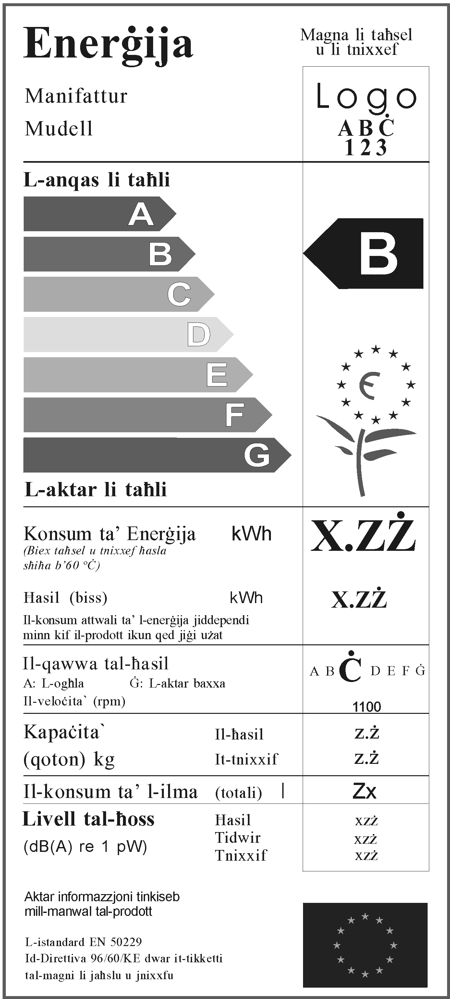 Enerġija
Magna li taħsel
u li tnixxef
Manifattur
Mudell
Logo
ABĊ
123
L-anqas li taħli
A
B
C
D
E
F
G
B
L-aktar li taħli
Konsum ta’ Enerġija kWh X.ZŻ
(Biex taħsel u tnixxef ħasla
sħiħa b’60 °Ċ)
Ħasil (biss) kWh X.ZŻ
Il-konsum attwali ta’ l-enerġija jiddependi
minn kif il-prodott ikun qed jiġi użat
Il-qawwa tal-ħasil A B Ċ D E F Ġ
A: L-ogħla Ġ: L-aktar baxxa
Il-veloċita` (rpm) 1100
Kapaċita` Il-ħasil z.ż
(qoton) kg It-tnixxif z.ż
Il-konsum ta’ l-ilma (totali) l Zx
Livell tal-ħoss Ħasil xzż
(dB(A) re 1 pW) Tidwir xzż
Tnixxif xzż
Aktar informazzjoni tinkiseb
mill-manwal tal-prodott
L-istandard EN 50229
Id-Direttiva 96/60/KE dwar it-tikketti
tal-magni li jaħslu u jnixxfu